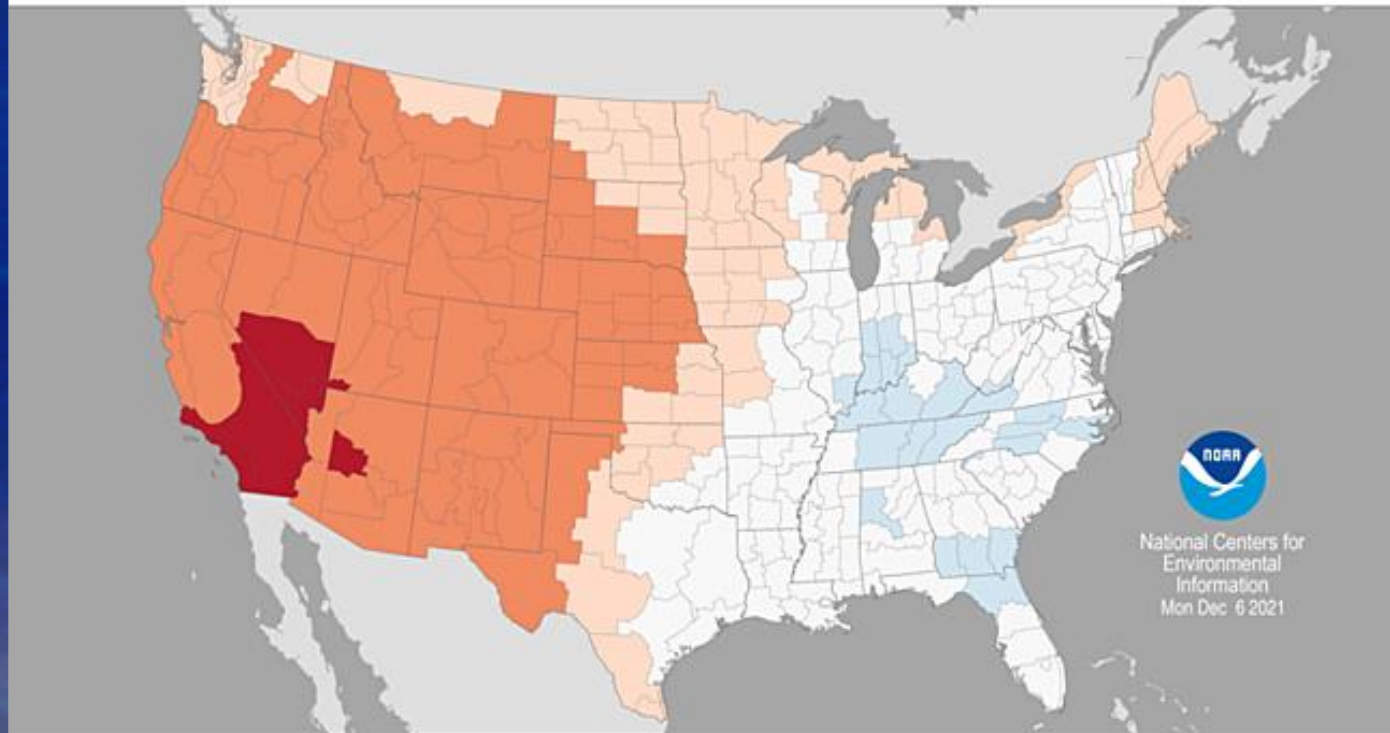 NOAA
National Centers for
Environmental
Information
Mon Dec 6 2021